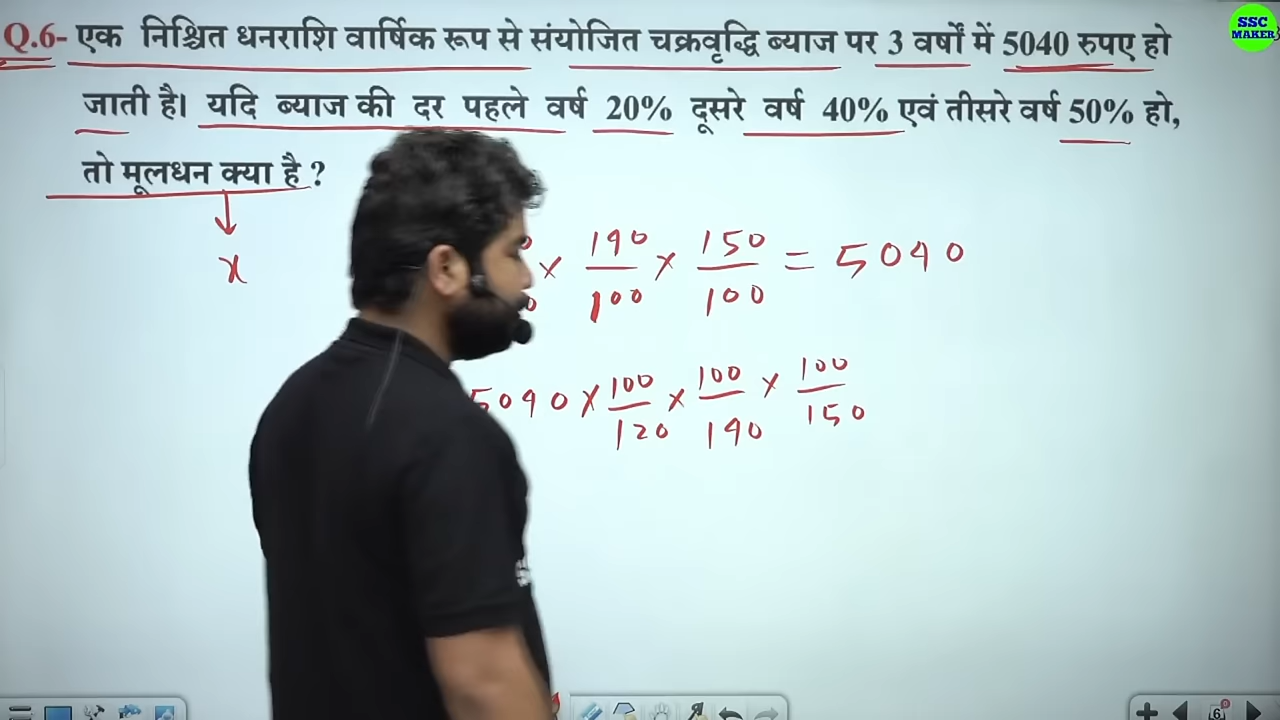 Q.6- एक निश्चित धनराशि वार्षिक रूप से संयोजित चक्रवृद्धि ब्याज पर 3 वर्षों में 5040 रुपए हो
जाती है। यदि ब्याज की दर पहले वर्ष 20% दूसरे वर्ष 40% एवं तीसरे वर्ष 50% हो,
तो मूलधन क्या है ?
x
× 140/100 × 150/100 = 5040
5040 × 100/120 × 100/140 × 100/150
SSC
MAKER
6